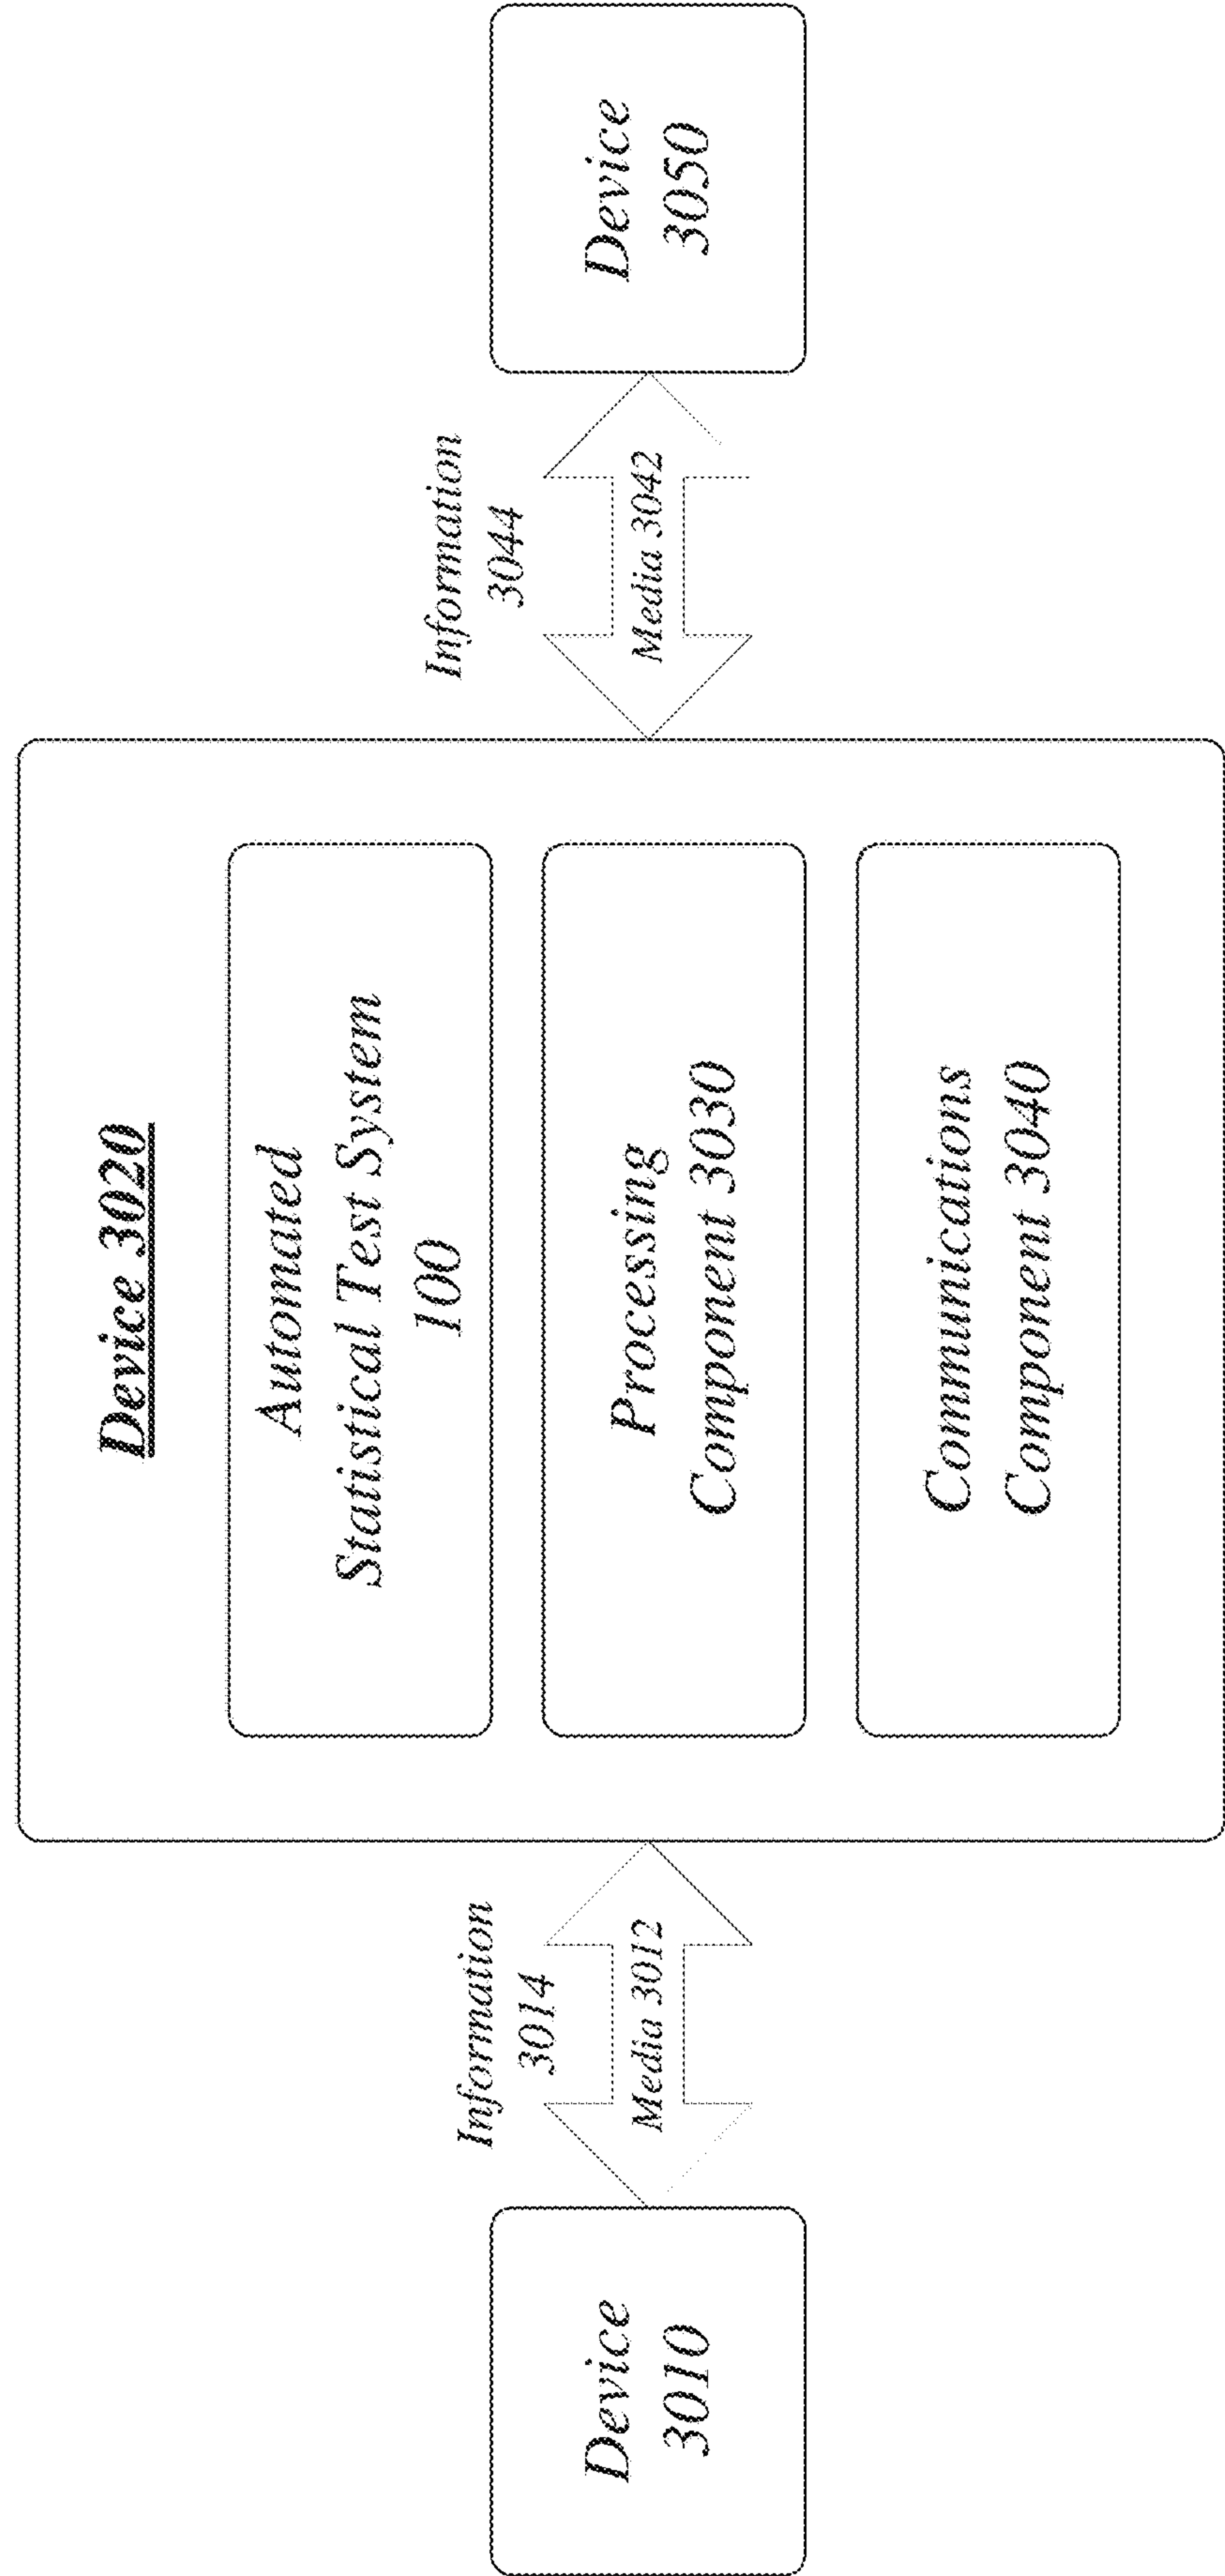 Device 3020
Device
3010
Information
3014
Media 3012
Automated
Statistical Test System
100
Processing
Component 3030
Communications
Component 3040
Information
3044
Media 3042
Device
3050